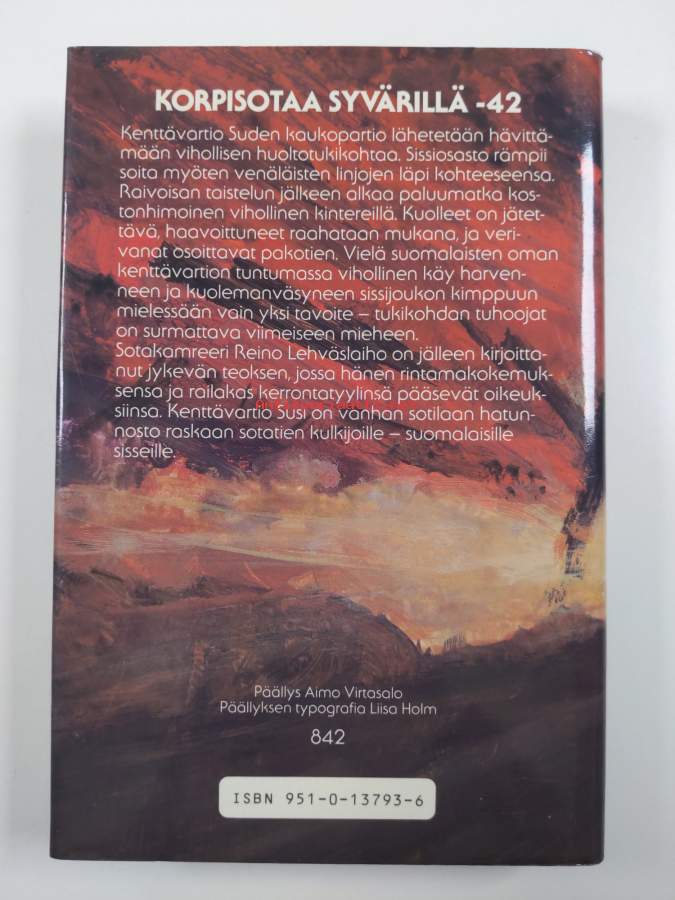 KORPISOTAA SYVÄRILLÄ -42
Kenttävartio Suden kaukopartio lähetetään hävittä-
mään vihollisen huoltotukikohtaa. Sissiosasto rämpii
soita myöten venäläisten linjojen läpi kohteeseensa.
Raivoisan taistelun jälkeen alkaa paluumatka kos-
tonhimoinen vihollinen kintereillä. Kuolleet on jätet-
tävä, haavoittuneet raahataan mukana, ja veri-
vanat osoittavat pakotien. Vielä suomalaisten oman
kenttävartion tuntumassa vihollinen käy harven-
neen ja kuolemanväsyneen sissijoukon kimppuun
mielessään vain yksi tavoite – tukikohdan tuhoojat
on surmattava viimeiseen mieheen.
Sotakamreeri Reino Lehväslaiho on jälleen kirjoitta-
nut jykevän teoksen, jossa hänen rintamakokemuk-
sensa ja railakas kerrontatyylinsä pääsevät oikeuk-
siinsa. Kenttävartio Susi on vanhan sotilaan hatun-
nosto raskaan sotatien kulkijoille – suomalaisille
sisseille.
Päällys Aimo Virtasalo
Päällyksen typografia Liisa Holm
842
ISBN 951-0-13793-6